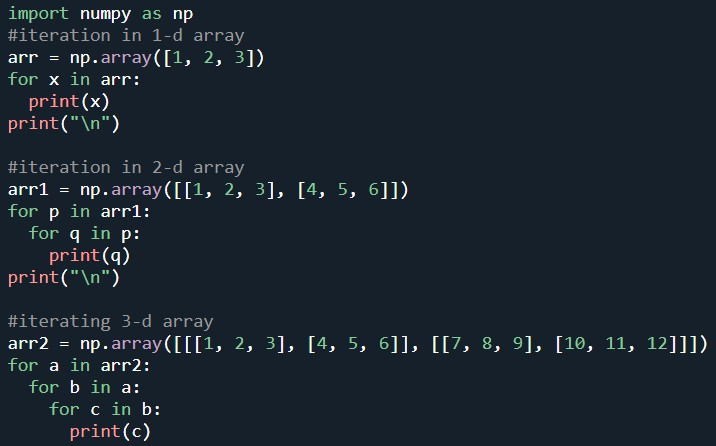 import numpy as np
#iteration in 1-d array
arr = np.array([1, 2, 3])
for x in arr:
  print(x)
print("\n")

#iteration in 2-d array
arr1 = np.array([[1, 2, 3], [4, 5, 6]])
for p in arr1:
  for q in p:
    print(q)
print("\n")

#iterating 3-d array
arr2 = np.array([[[1, 2, 3], [4, 5, 6]], [[7, 8, 9], [10, 11, 12]]])
for a in arr2:
  for b in a:
    for c in b:
      print(c)